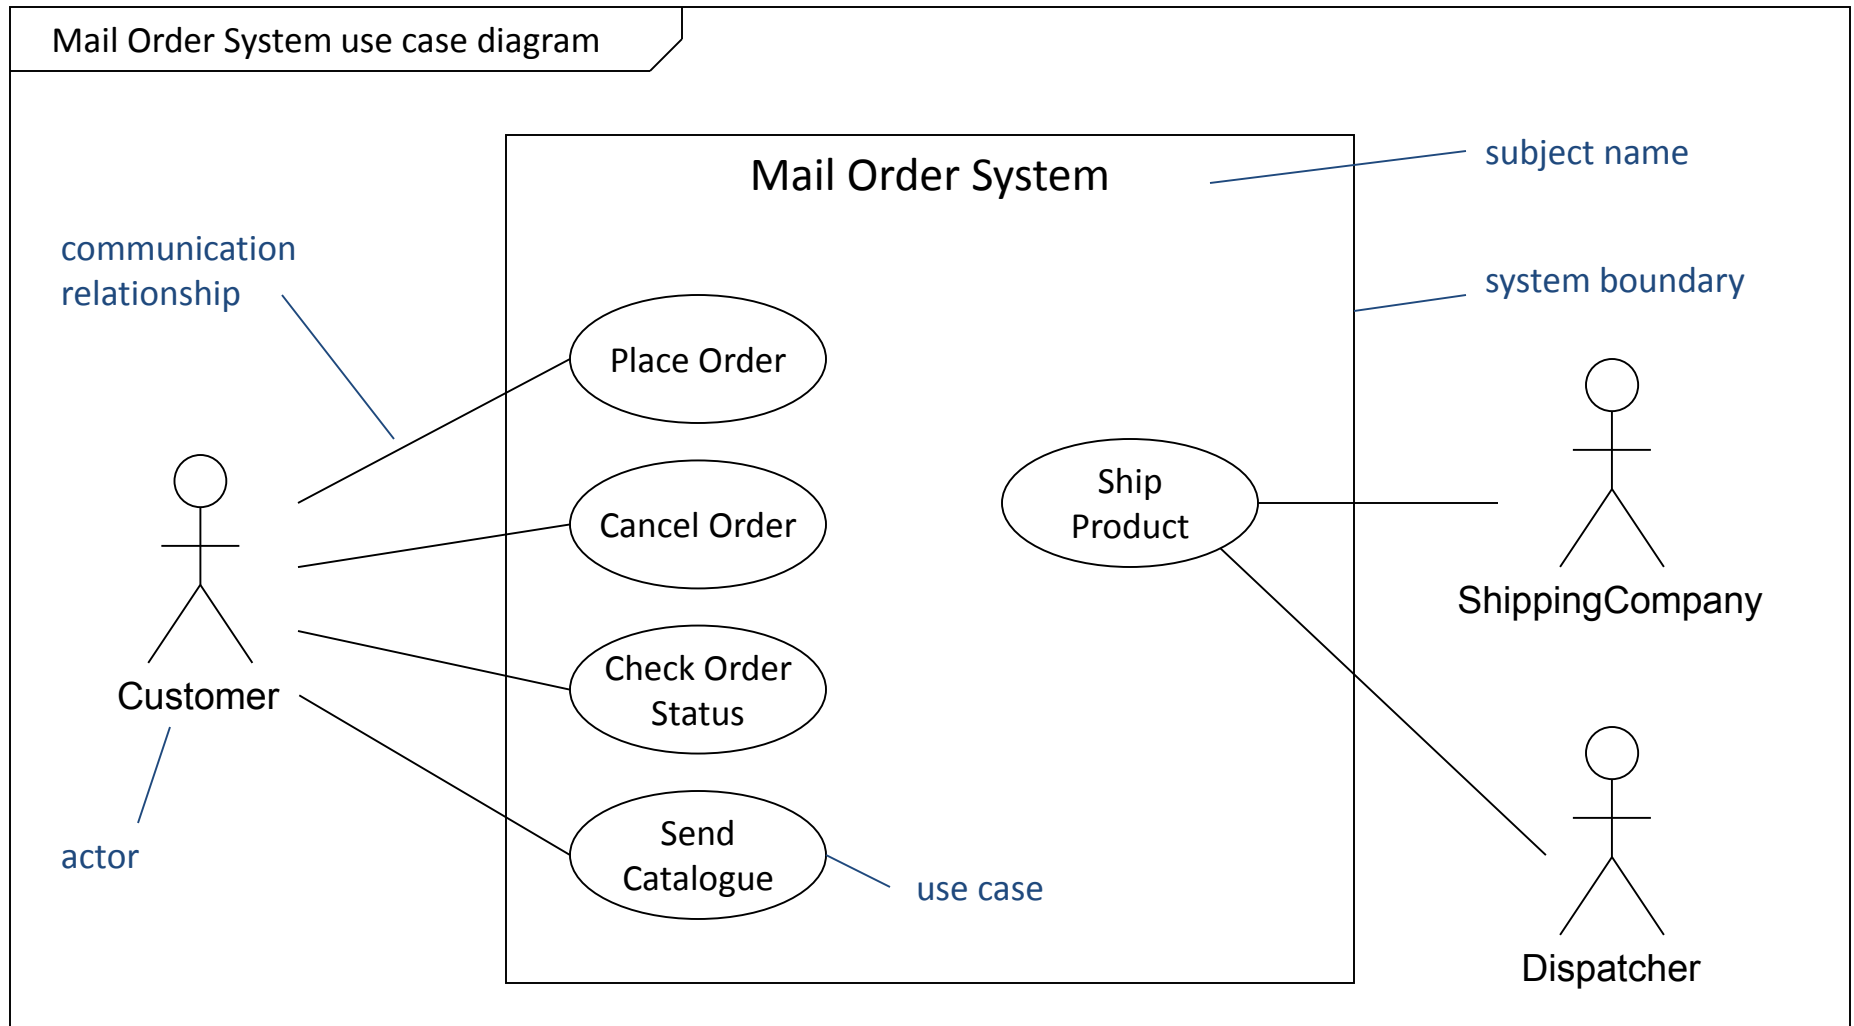 Mail Order System use case diagram
Mail Order System
subject name
communication
relationship
system boundary
Place Order
Cancel Order
Ship
Product
ShippingCompany
Check Order
Status
Customer
Send
Catalogue
actor
use case
Dispatcher